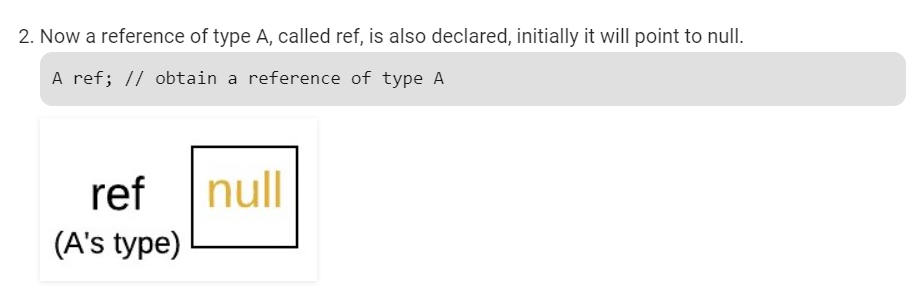 2. Now a reference of type A, called ref, is also declared, initially it will point to null.
A ref; // obtain a reference of type A
ref null
(A's type)